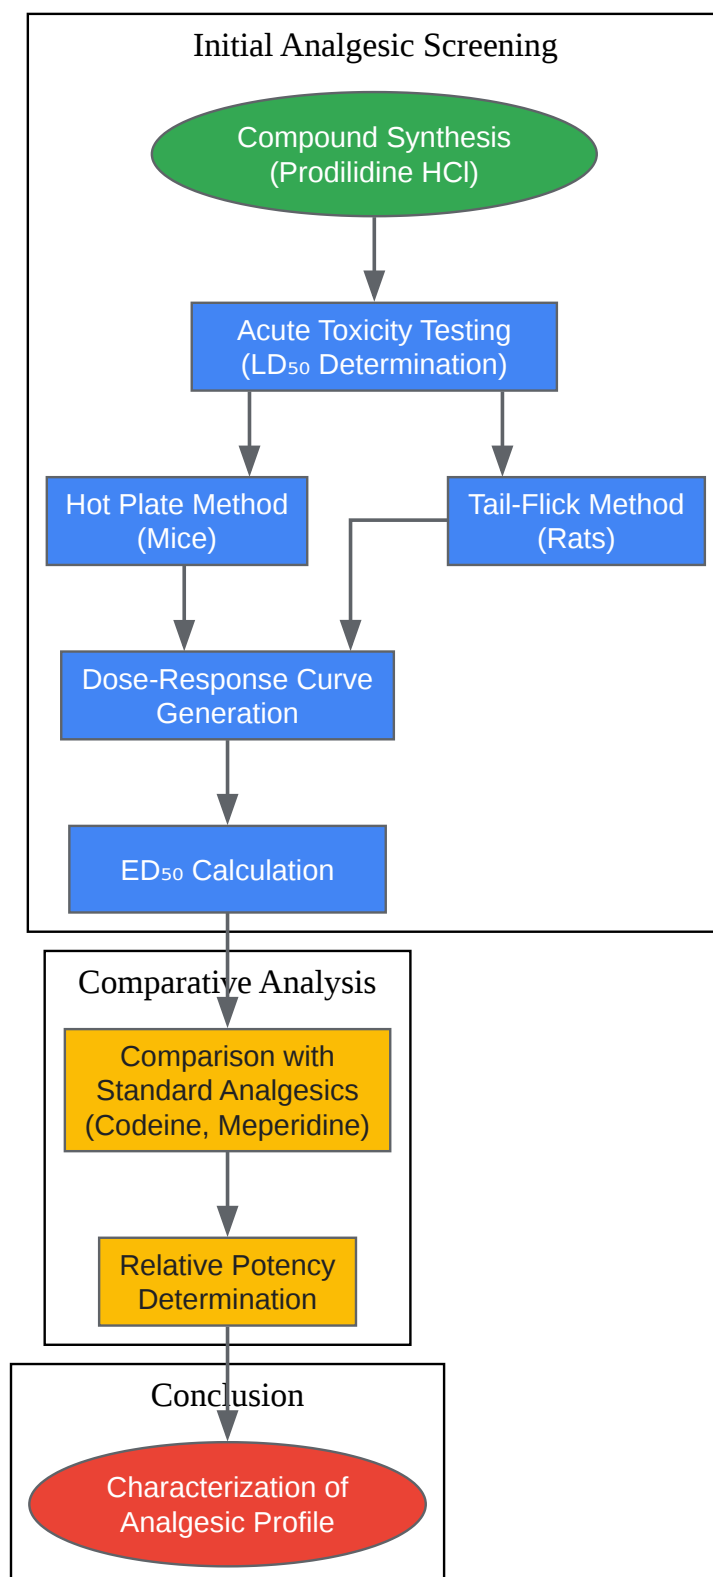 Initial Analgesic Screening
Compound Synthesis
(Prodilidine HCl)
Acute Toxicity Testing
(LD₅₀ Determination)
Hot Plate Method
(Mice)
Tail-Flick Method
(Rats)
Dose-Response Curve
Generation
ED₅₀ Calculation
Comparative Analysis
Comparison with
Standard Analgesics
(Codeine, Meperidine)
Relative Potency
Determination
Conclusion
Characterization of
Analgesic Profile